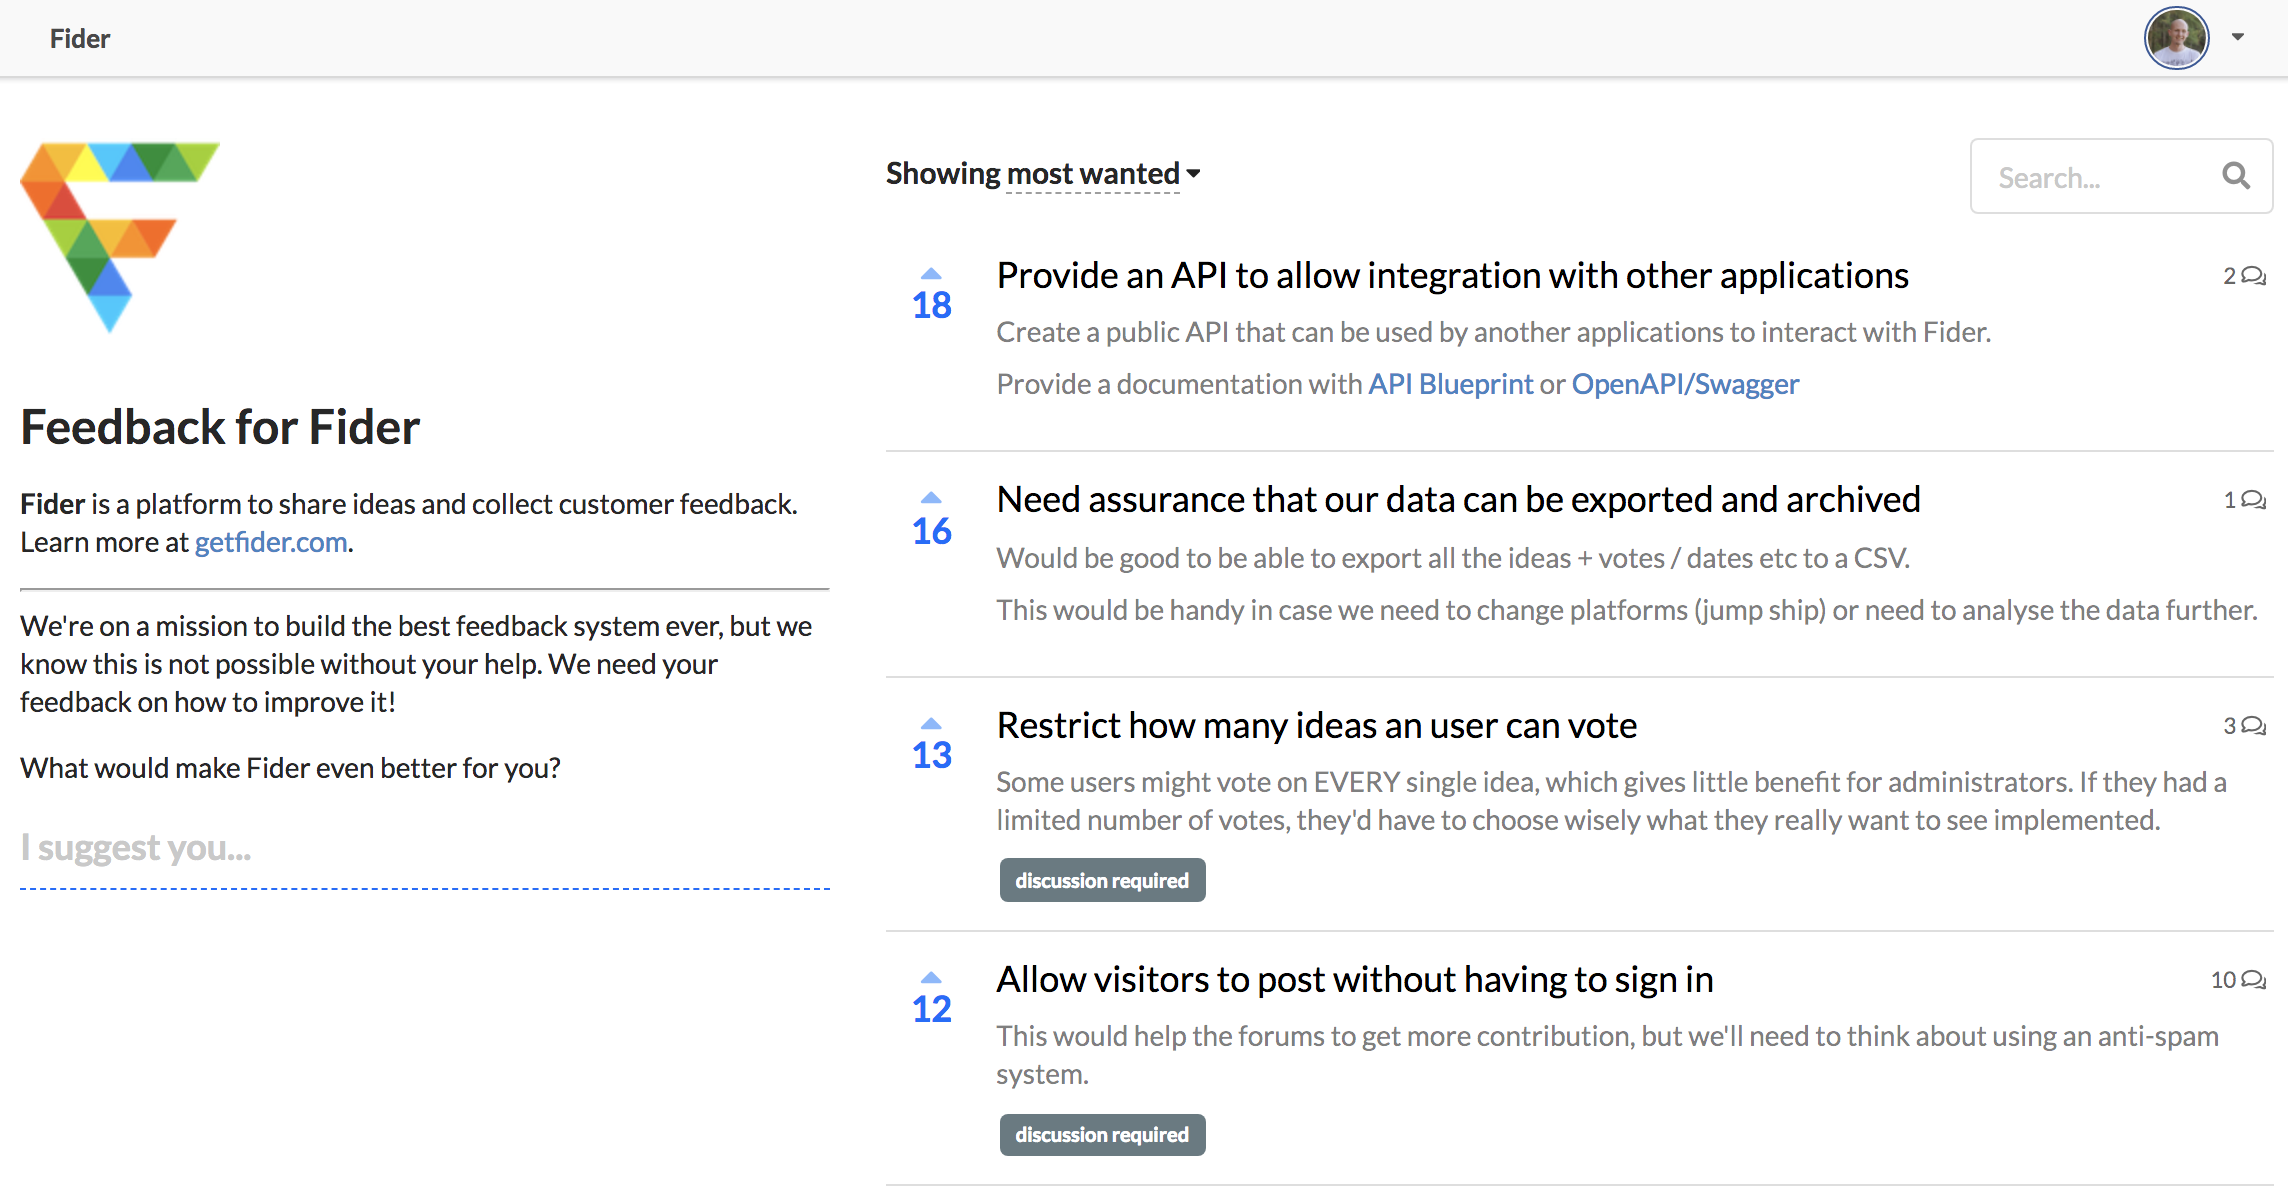 Fider
Feedback for Fider
Fider is a platform to share ideas and collect customer feedback.
Learn more at getfider.com.
We're on a mission to build the best feedback system ever, but we
know this is not possible without your help. We need your
feedback on how to improve it!
What would make Fider even better for you?
I suggest you...
Showing most wanted
Search...
18
Provide an API to allow integration with other applications
2
Create a public API that can be used by another applications to interact with Fider.
Provide a documentation with API Blueprint or OpenAPI/Swagger
16
Need assurance that our data can be exported and archived
1
Would be good to be able to export all the ideas + votes / dates etc to a CSV.
This would be handy in case we need to change platforms (jump ship) or need to analyse the data further.
13
Restrict how many ideas an user can vote
3
Some users might vote on EVERY single idea, which gives little benefit for administrators. If they had a
limited number of votes, they'd have to choose wisely what they really want to see implemented.
discussion required
12
Allow visitors to post without having to sign in
10
This would help the forums to get more contribution, but we'll need to think about using an anti-spam
system.
discussion required